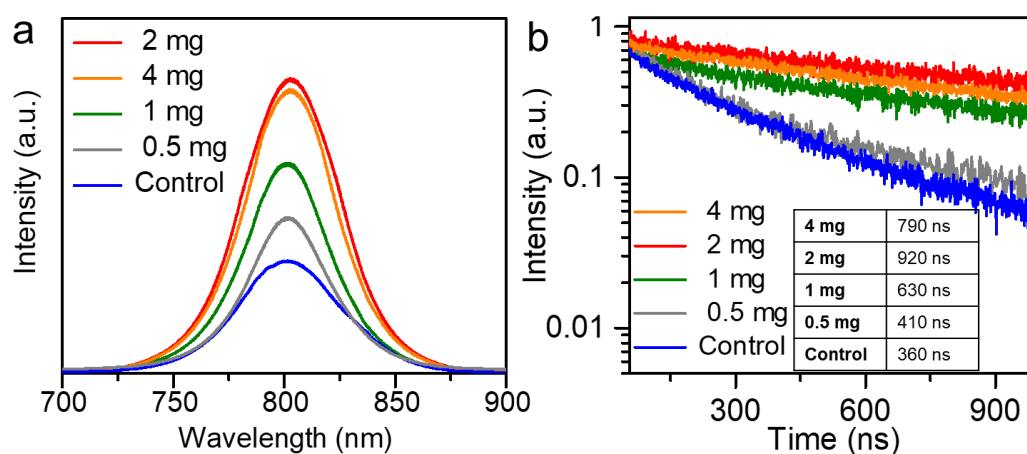 a
2 mg
4 mg
1 mg
0.5 mg
Control
Intensity (a.u.)
700 750 800 850 900
Wavelength (nm)
b
1
0.1
0.01
Intensity (a.u.)
4 mg
2 mg
1 mg
0.5 mg
Control
4 mg 790 ns
2 mg 920 ns
1 mg 630 ns
0.5 mg 410 ns
Control 360 ns
300 600 900
Time (ns)